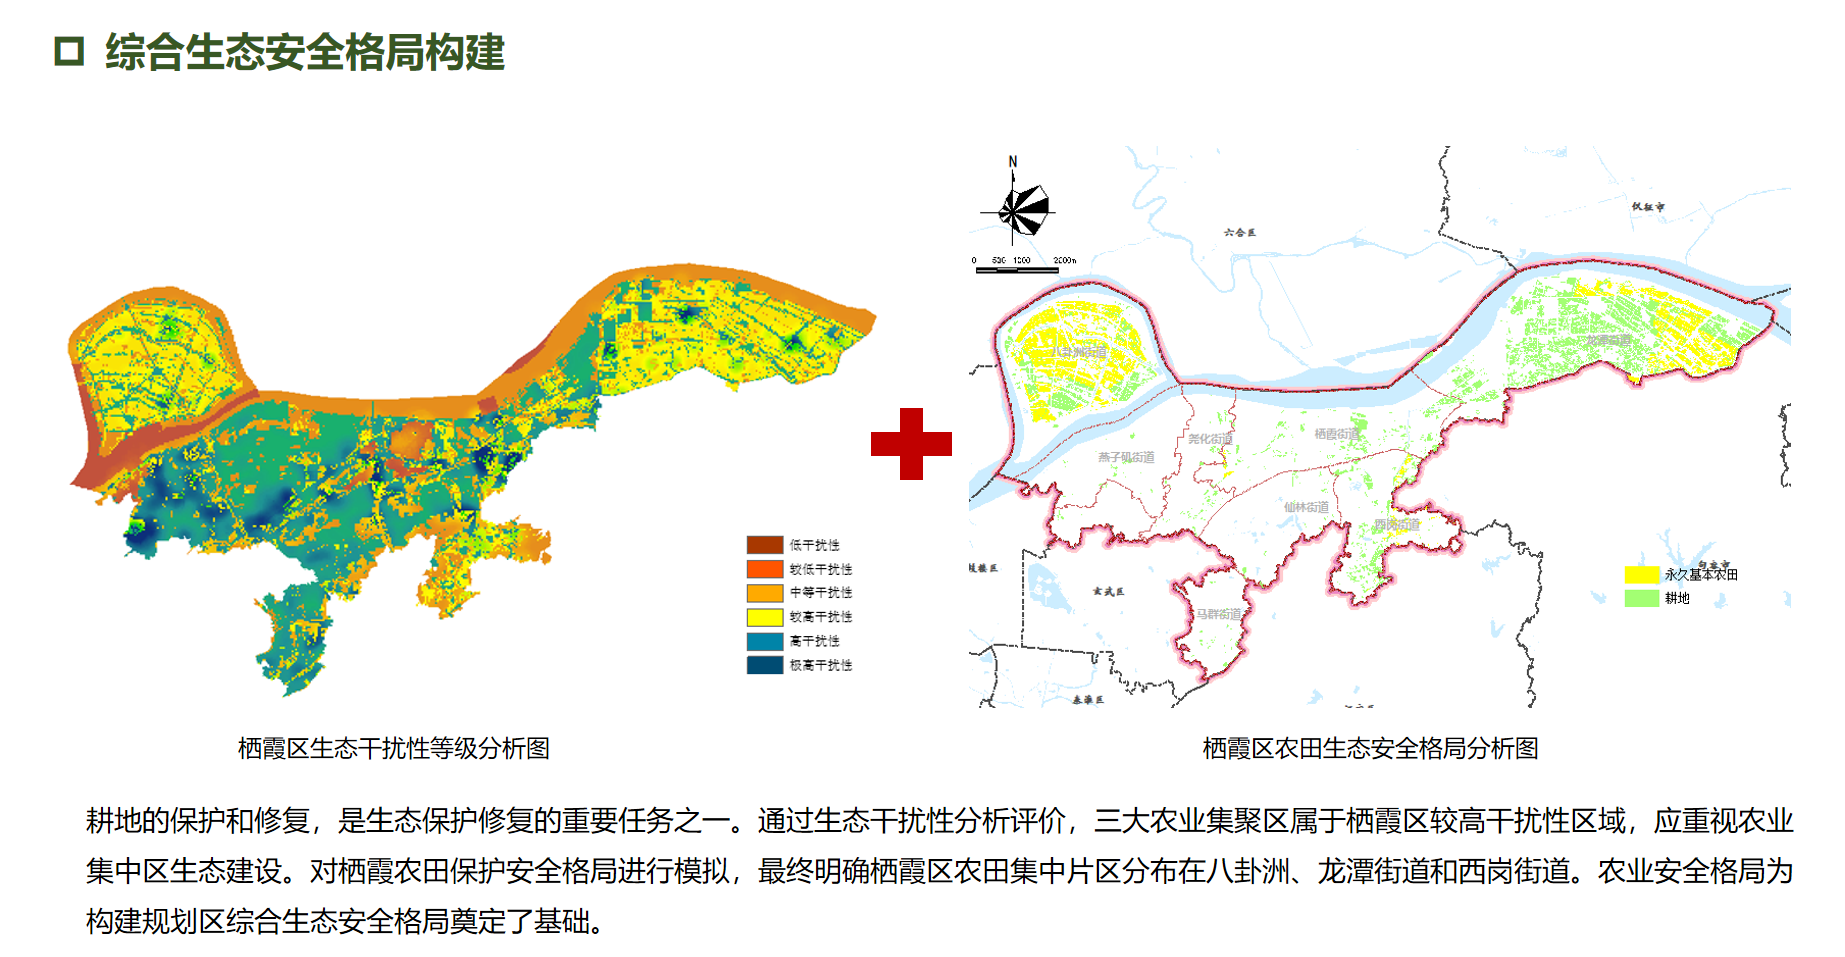 综合生态安全格局构建
低干扰性
较低干扰性
中等干扰性
较高干扰性
高干扰性
极高干扰性
栖霞区生态干扰性等级分析图
N
0 500 1000 2000m
六合区
仪征市
八卦洲街道
龙潭街道
尧化街道
栖霞街道
燕子矶街道
仙林街道
西岗街道
马群街道
玄武区
秦淮区
永久基本农田
耕地
栖霞区农田生态安全格局分析图
耕地的保护和修复，是生态保护修复的重要任务之一。通过生态干扰性分析评价，三大农业集聚区属于栖霞区较高干扰性区域，应重视农业
集中区生态建设。对栖霞农田保护安全格局进行模拟，最终明确栖霞区农田集中片区分布在八卦洲、龙潭街道和西岗街道。农业安全格局为
构建规划区综合生态安全格局奠定了基础。